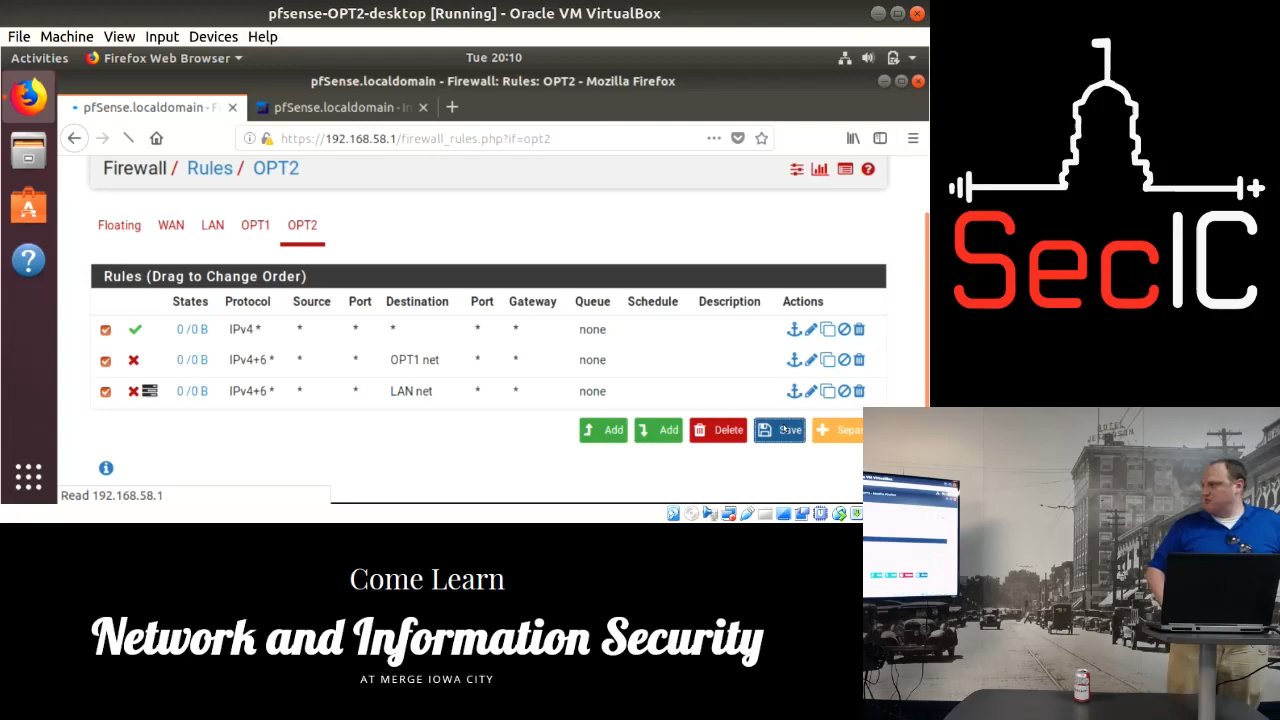 pfsense-OPT2-desktop [Running] - Oracle VM VirtualBox
File Machine View Input Devices Help
Activities Firefox Web Browser Tue 20:10
pfSense.localdomain - Firewall: Rules: OPT2 - Mozilla Firefox
pfSense.localdomain - F pfSense.localdomain - In
https://192.168.58.1/firewall_rules.php?if=opt2
Firewall / Rules / OPT2
Floating WAN LAN OPT1 OPT2
Rules (Drag to Change Order)
States Protocol Source Port Destination Port Gateway Queue Schedule Description Actions
0 /0 B IPv4 * * * * * * none
0 /0 B IPv4+6 * * * OPT1 net * * none
0 /0 B IPv4+6 * * * LAN net * * none
Add Add Delete Save Separ
Read 192.168.58.1
SecIC
HOTEL JEFFERSON
Come Learn
Network and Information Security
AT MERGE IOWA CITY